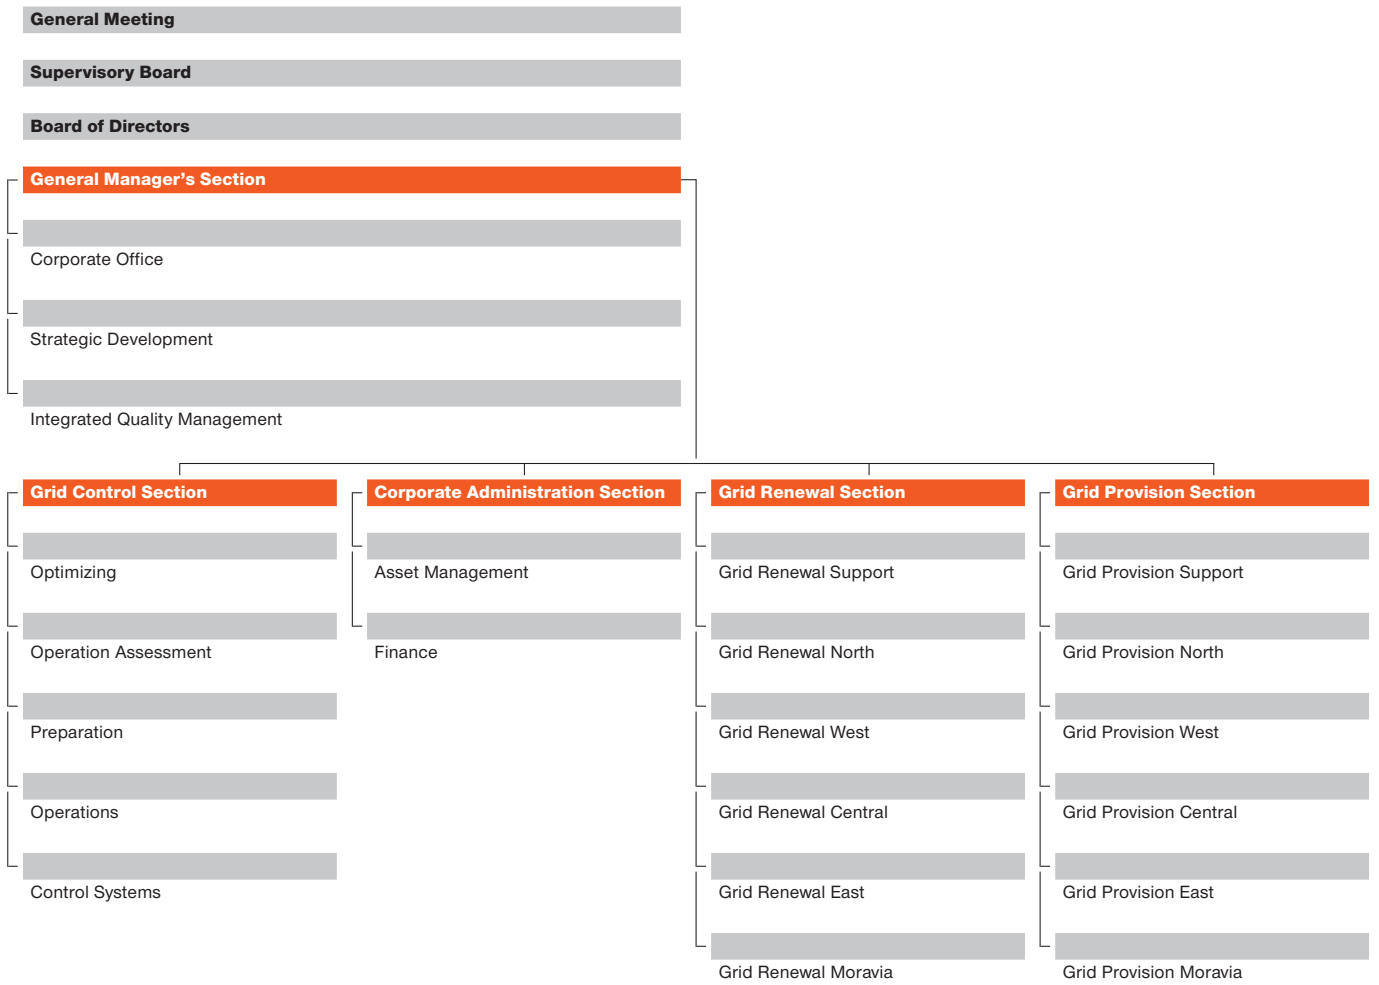 General Meeting
Supervisory Board
Board of Directors
General Manager’s Section
Corporate Office
Strategic Development
Integrated Quality Management
Grid Control Section
Optimizing
Operation Assessment
Preparation
Operations
Control Systems
Corporate Administration Section
Asset Management
Finance
Grid Renewal Section
Grid Renewal Support
Grid Renewal North
Grid Renewal West
Grid Renewal Central
Grid Renewal East
Grid Renewal Moravia
Grid Provision Section
Grid Provision Support
Grid Provision North
Grid Provision West
Grid Provision Central
Grid Provision East
Grid Provision Moravia